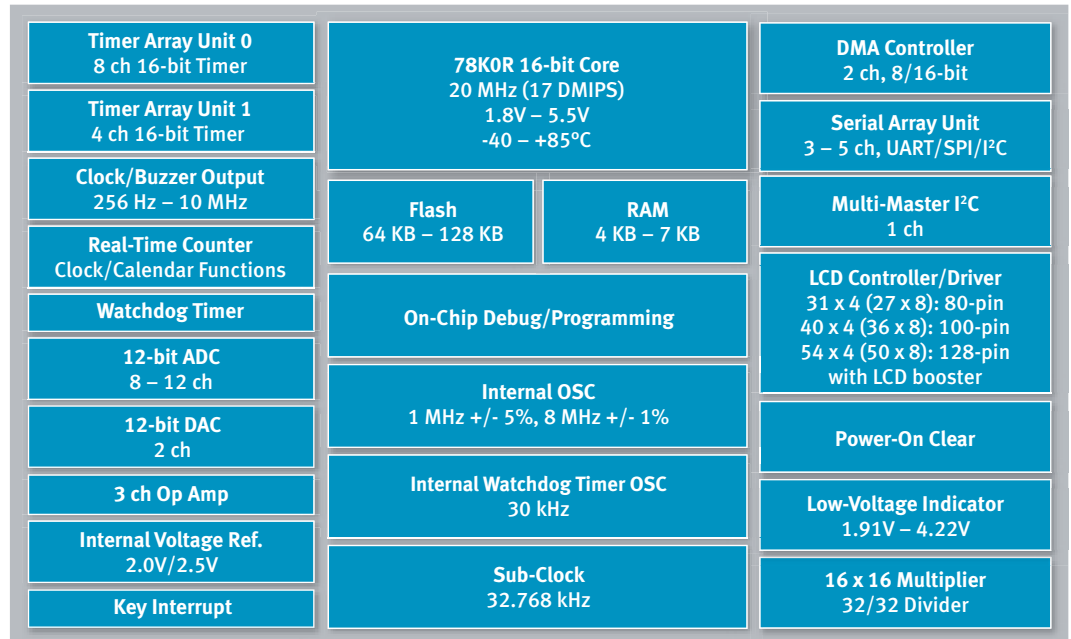 Timer Array Unit 0
8 ch 16-bit Timer
Timer Array Unit 1
4 ch 16-bit Timer
Clock/Buzzer Output
256 Hz – 10 MHz
Real-Time Counter
Clock/Calendar Functions
Watchdog Timer
12-bit ADC
8 – 12 ch
12-bit DAC
2 ch
3 ch Op Amp
Internal Voltage Ref.
2.0V/2.5V
Key Interrupt
78K0R 16-bit Core
20 MHz (17 DMIPS)
1.8V – 5.5V
-40 – +85°C
Flash
64 KB – 128 KB
RAM
4 KB – 7 KB
On-Chip Debug/Programming
Internal OSC
1 MHz +/- 5%, 8 MHz +/- 1%
Internal Watchdog Timer OSC
30 kHz
Sub-Clock
32.768 kHz
DMA Controller
2 ch, 8/16-bit
Serial Array Unit
3 – 5 ch, UART/SPI/I²C
Multi-Master I²C
1 ch
LCD Controller/Driver
31 x 4 (27 x 8): 80-pin
40 x 4 (36 x 8): 100-pin
54 x 4 (50 x 8): 128-pin
with LCD booster
Power-On Clear
Low-Voltage Indicator
1.91V – 4.22V
16 x 16 Multiplier
32/32 Divider